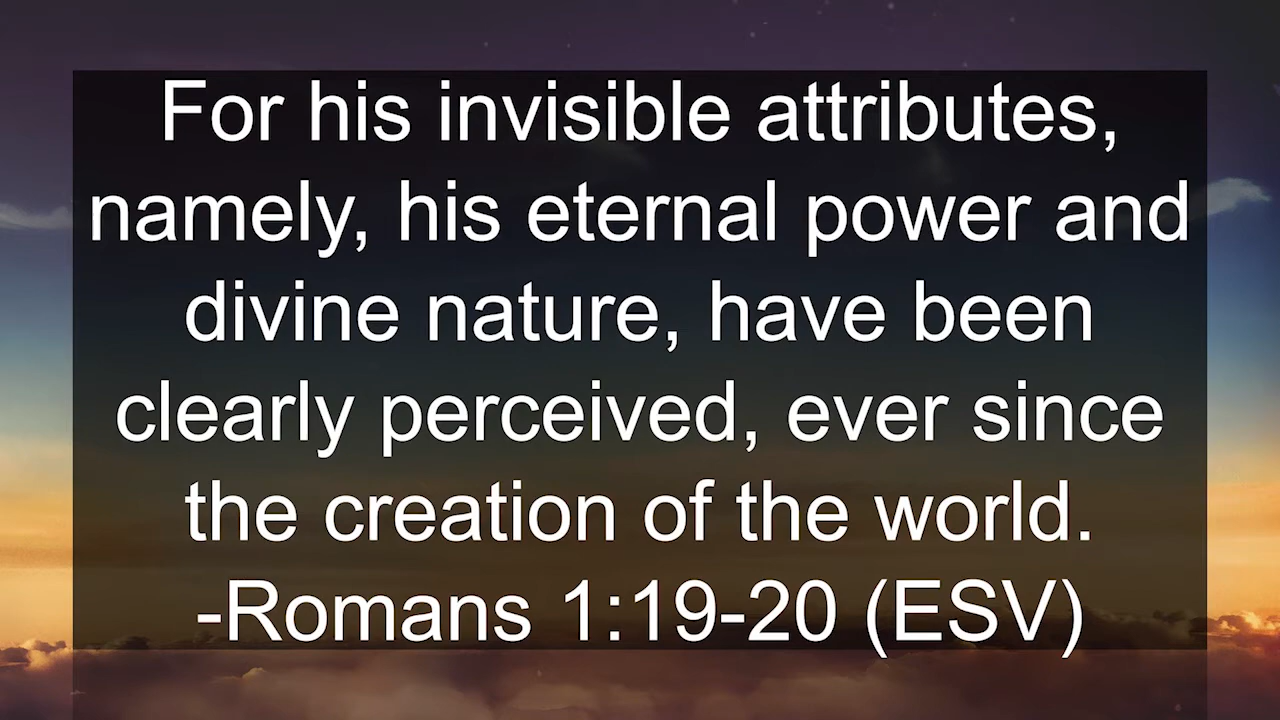 For his invisible attributes,
namely, his eternal power and
divine nature, have been
clearly perceived, ever since
the creation of the world.
-Romans 1:19-20 (ESV)